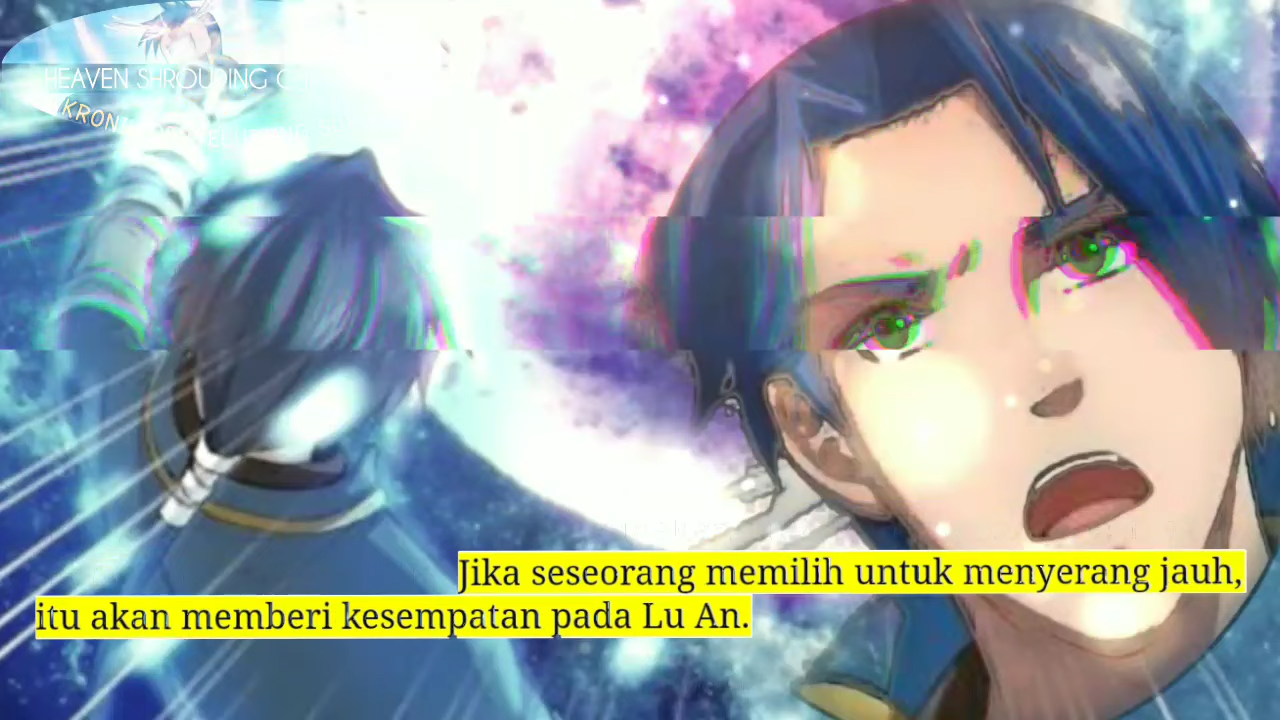 HEAVEN SHROUDING
Jika seseorang memilih untuk menyerang jauh,
itu akan memberi kesempatan pada Lu An.